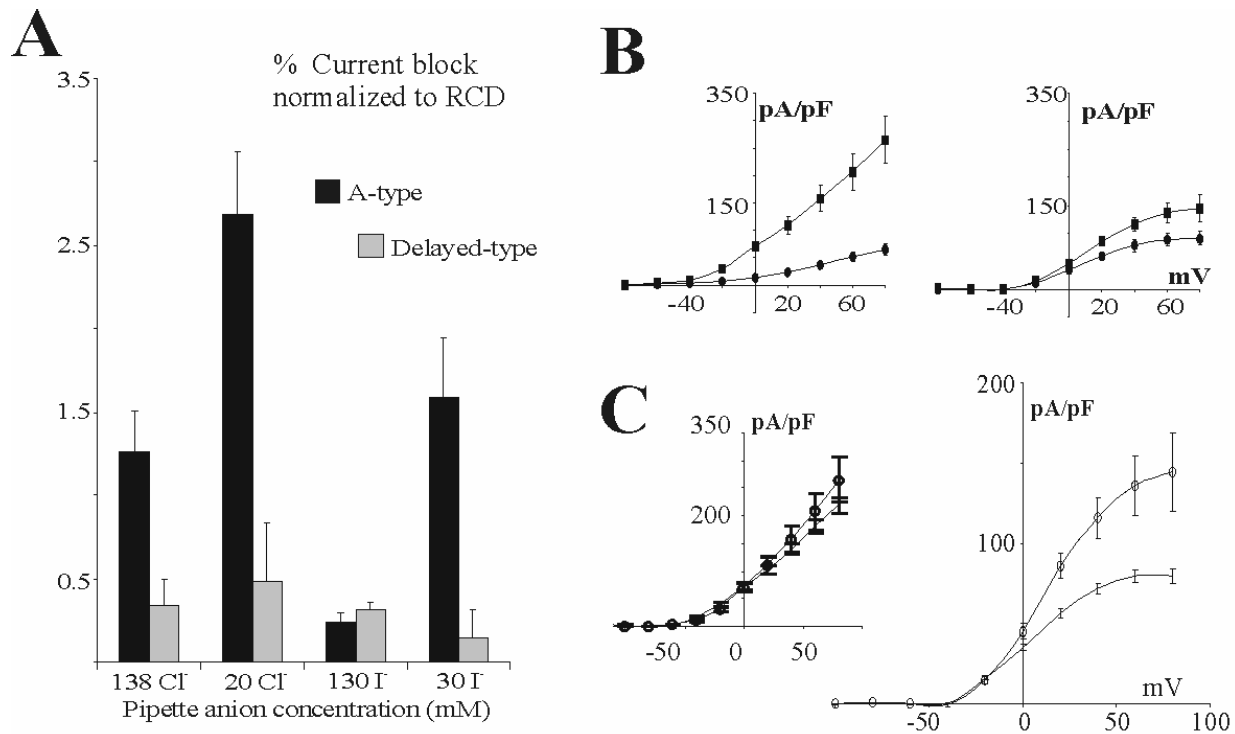 A
% Current block
normalized to RCD
3.5
2.5
1.5
0.5
A-type
Delayed-type
138 Cl⁻ 20 Cl⁻ 130 I⁻ 30 I⁻
Pipette anion concentration (mM)
B
350
pA/pF
150
-40 20 60
350
pA/pF
150
mV
-40 20 60
C
350
pA/pF
200
-50 0 50
200
pA/pF
100
mV
-50 0 50 100